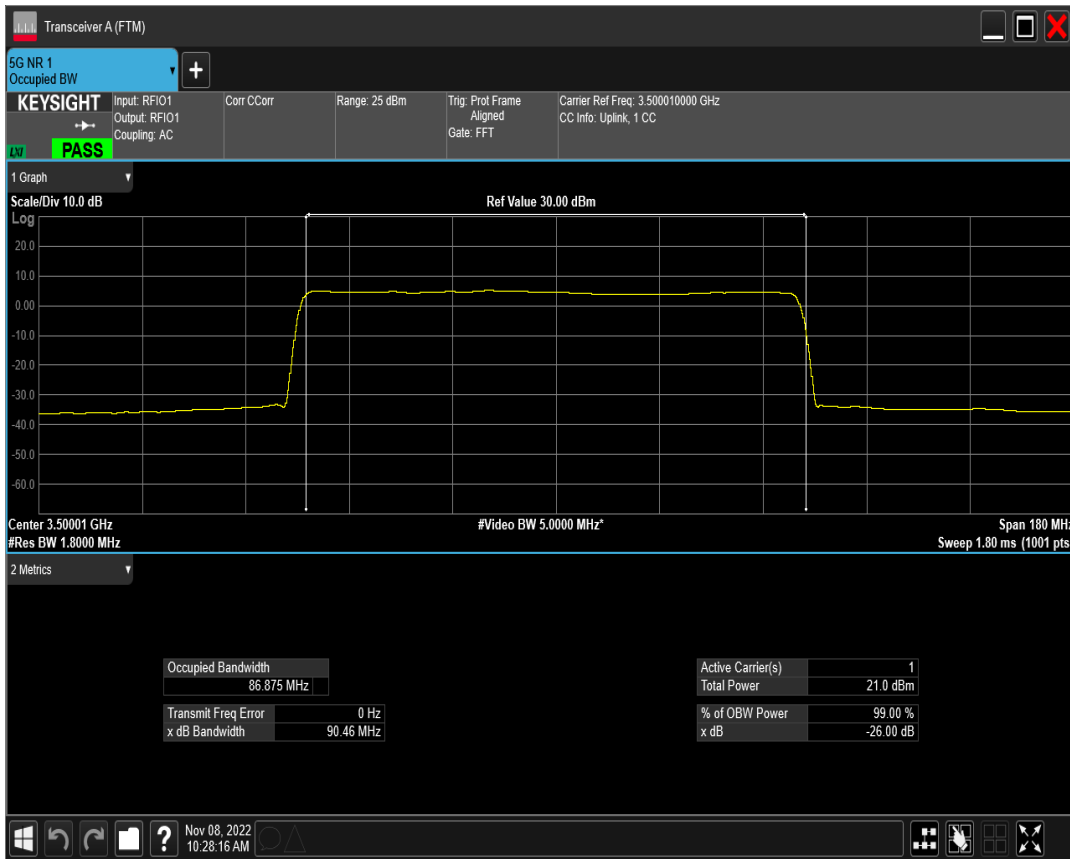 Transceiver A (FTM)
5G NR 1
Occupied BW
+
KEYSIGHT
LXI
PASS
Input: RFIO1
Output: RFIO1
Coupling: AC
Corr CCorr
Range: 25 dBm
Trig: Prot Frame
Aligned
Gate: FFT
Carrier Ref Freq: 3.500010000 GHz
CC Info: Uplink, 1 CC
1 Graph
Scale/Div 10.0 dB
Ref Value 30.00 dBm
Log
20.0
10.0
0.00
-10.0
-20.0
-30.0
-40.0
-50.0
-60.0
Center 3.50001 GHz
#Video BW 5.0000 MHz*
Span 180 MHz
#Res BW 1.8000 MHz
Sweep 1.80 ms (1001 pts
2 Metrics
Occupied Bandwidth
86.875 MHz
Transmit Freq Error 0 Hz
x dB Bandwidth 90.46 MHz
Active Carrier(s) 1
Total Power 21.0 dBm
% of OBW Power 99.00 %
x dB -26.00 dB
?
Nov 08, 2022
10:28:16 AM